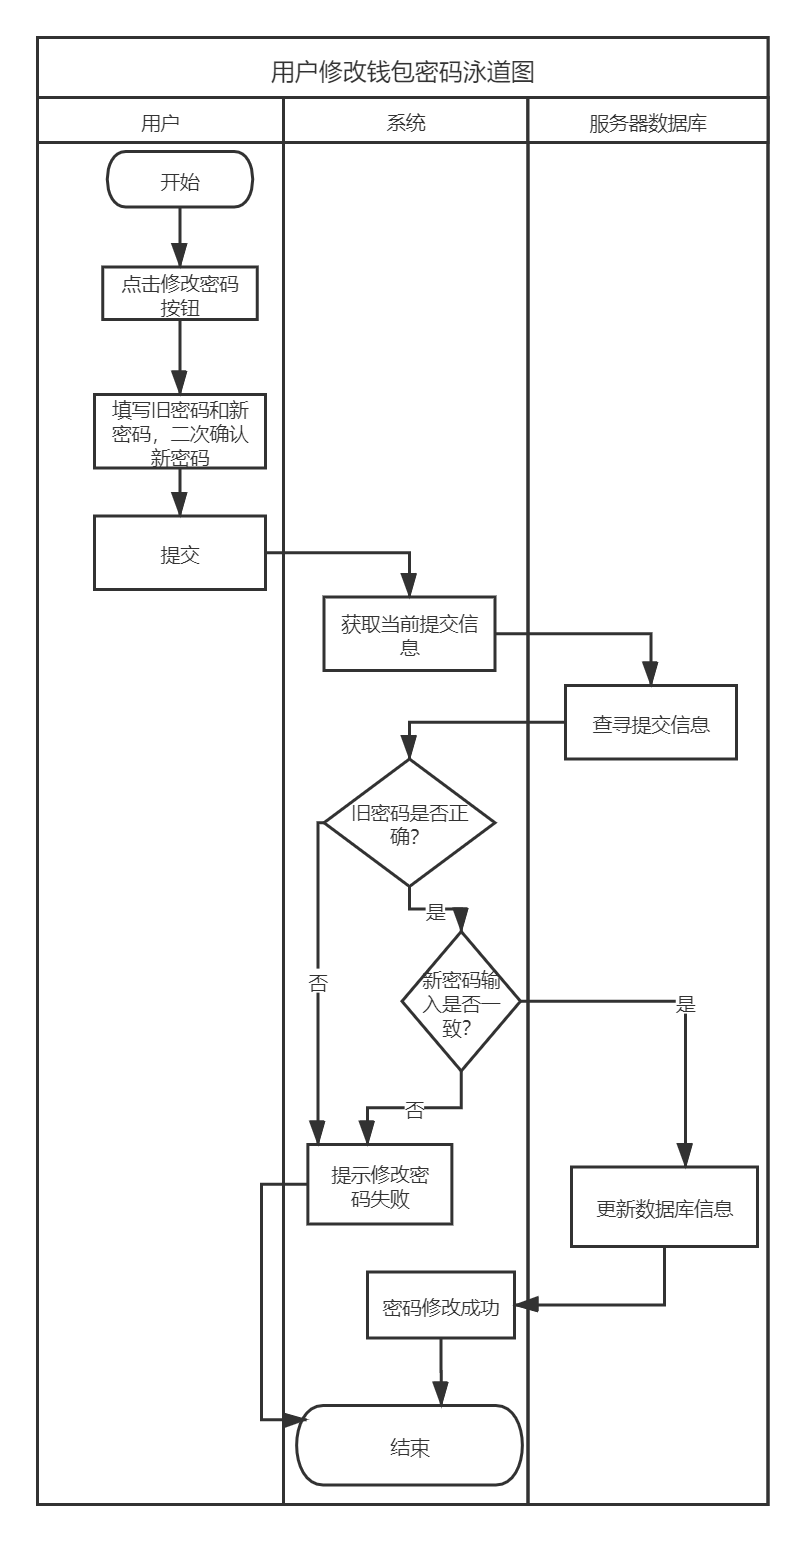 用户修改钱包密码泳道图
用户
系统
服务器数据库
开始
点击修改密码
按钮
填写旧密码和新
密码，二次确认
新密码
提交
获取当前提交信
息
查寻提交信息
旧密码是否正
确？
是
否
新密码输
入是否一
致？
是
否
提示修改密
码失败
更新数据库信息
密码修改成功
结束